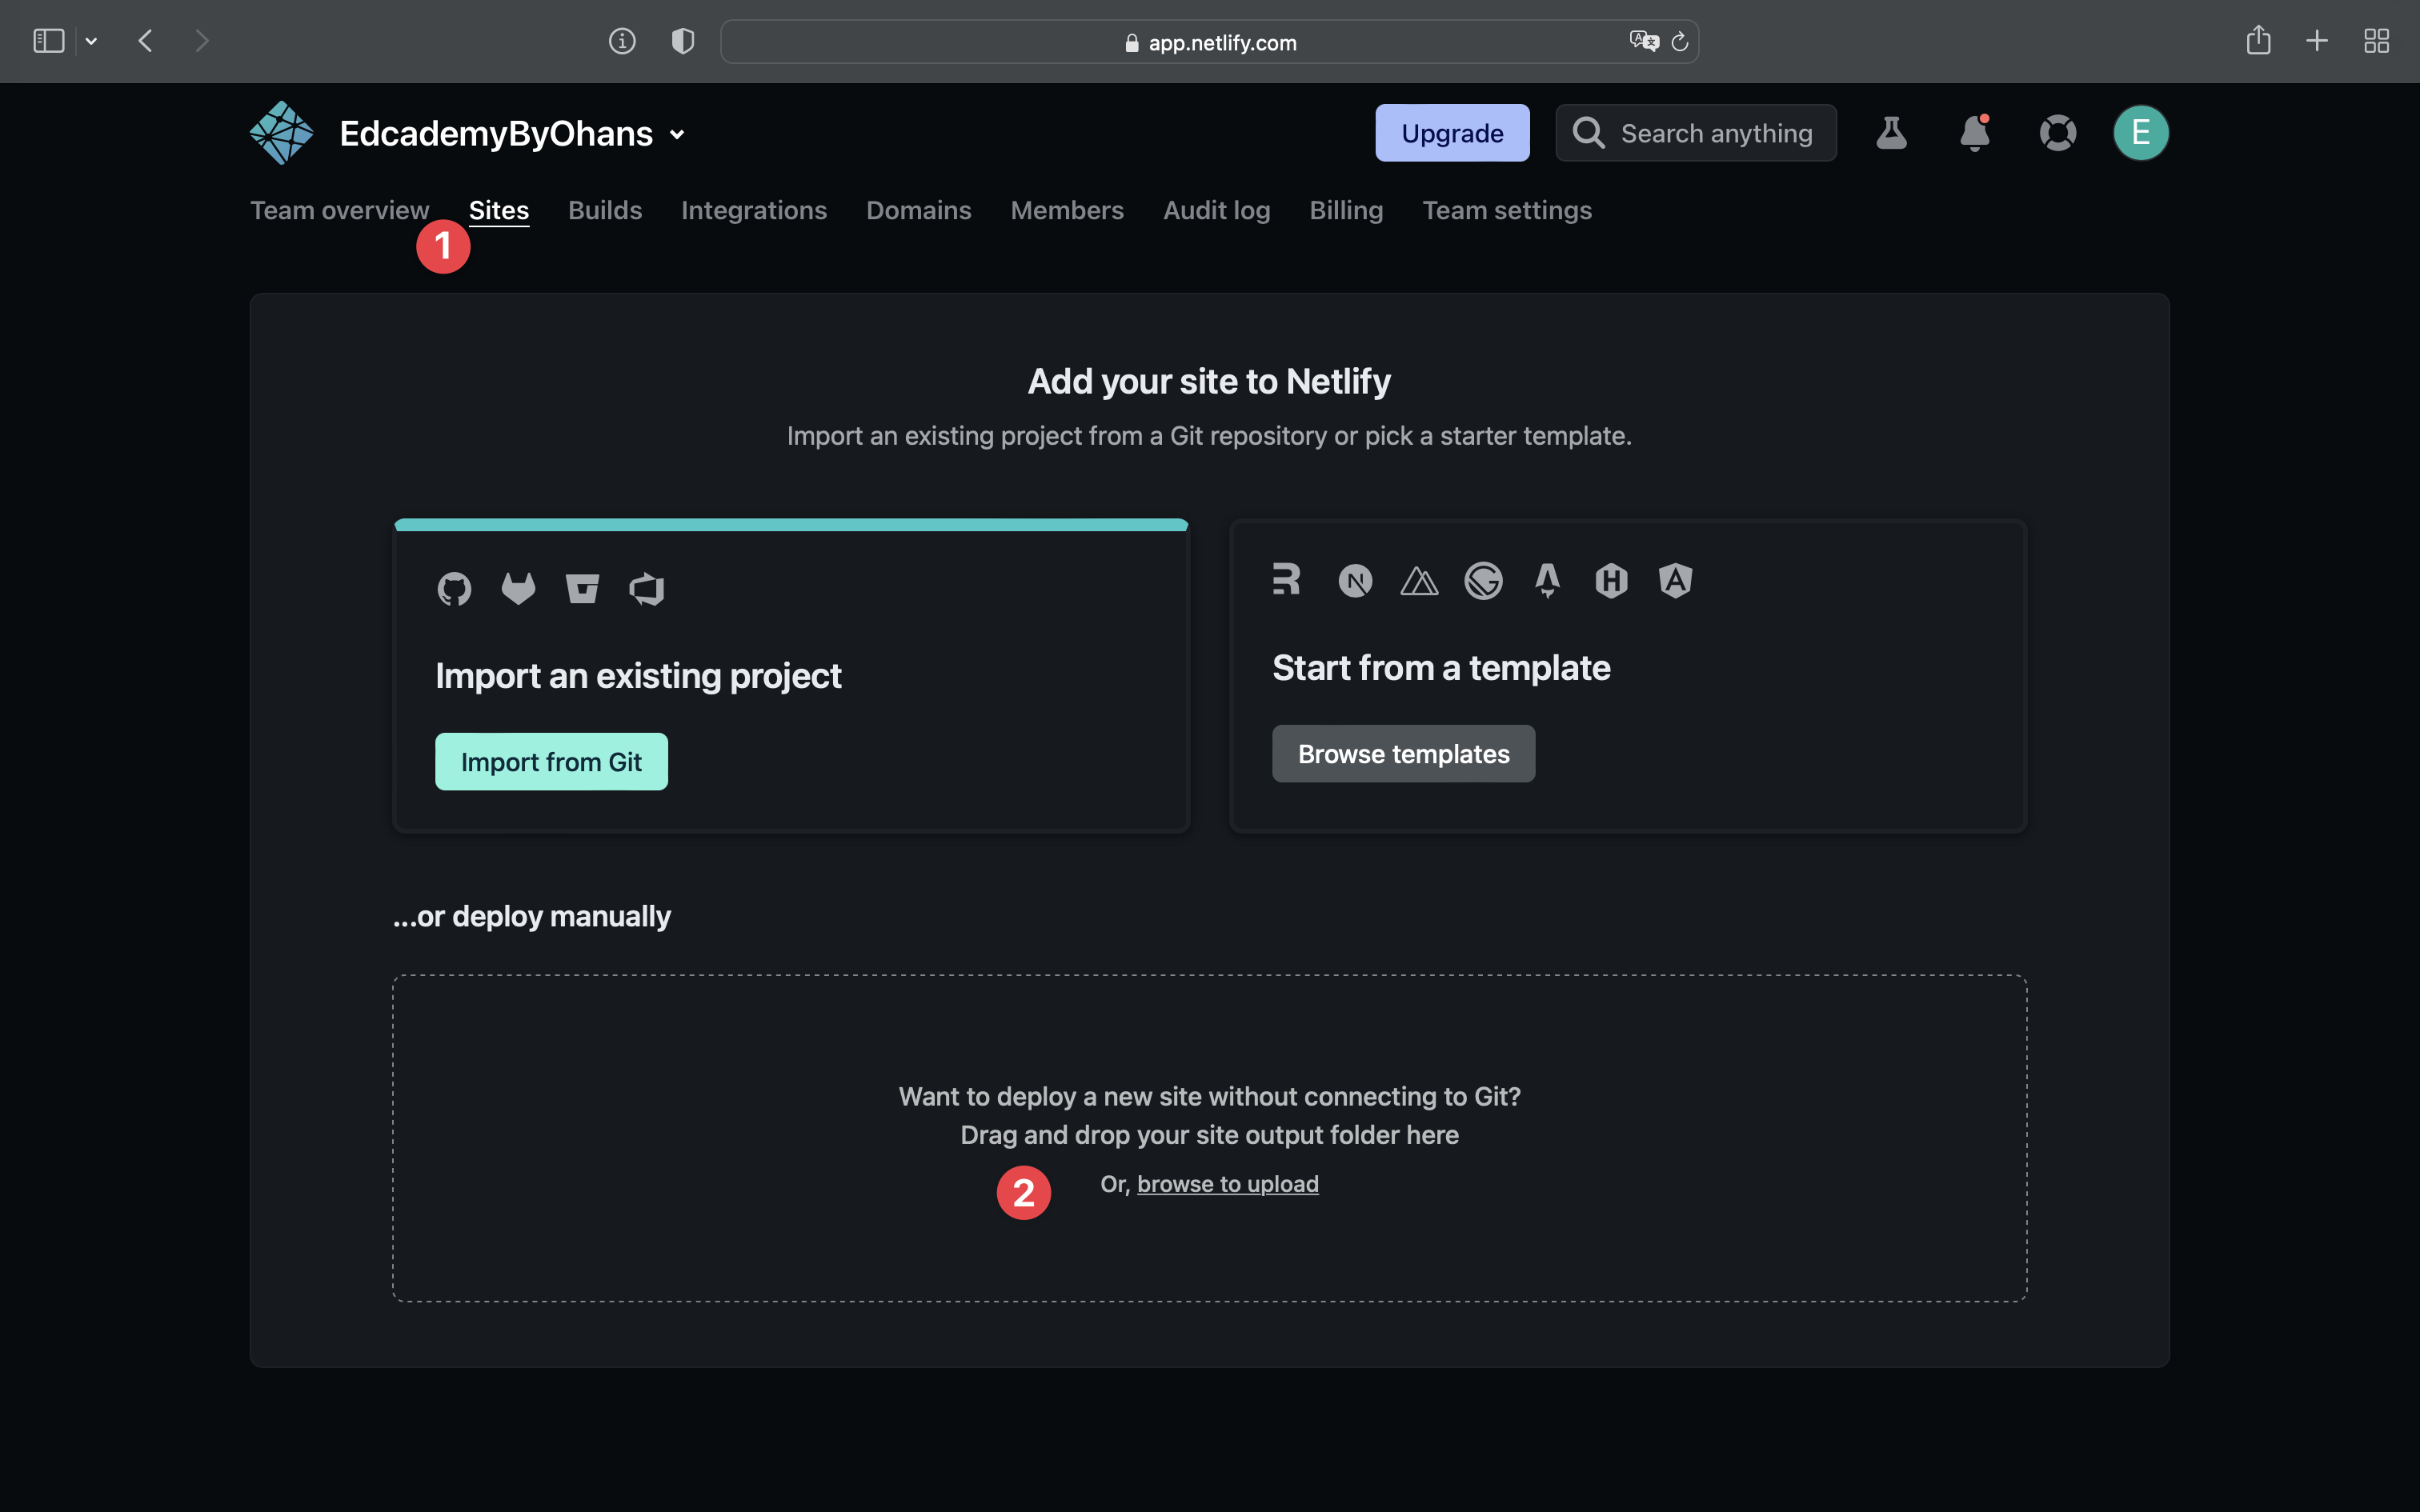 app.netlify.com
EdcademyByOhans
Upgrade
Search anything
E
Team overview Sites Builds Integrations Domains Members Audit log Billing Team settings
1
Add your site to Netlify
Import an existing project from a Git repository or pick a starter template.
Import an existing project
Import from Git
Start from a template
Browse templates
...or deploy manually
Want to deploy a new site without connecting to Git?
Drag and drop your site output folder here
2
Or, browse to upload